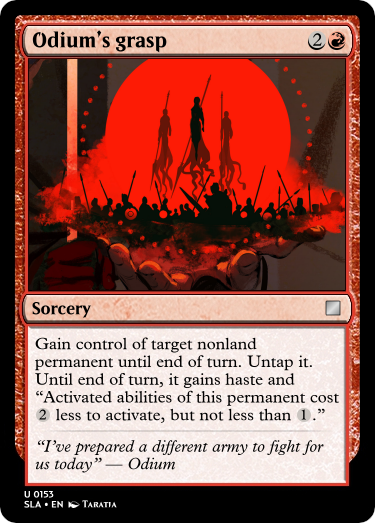 Odium's grasp 2
Sorcery
Gain control of target nonland
permanent until end of turn. Untap it.
Until end of turn, it gains haste and
“Activated abilities of this permanent cost
2 less to activate, but not less than 1.”
“I've prepared a different army to fight for
us today” — Odium
U 0153
SLA • EN Taratia